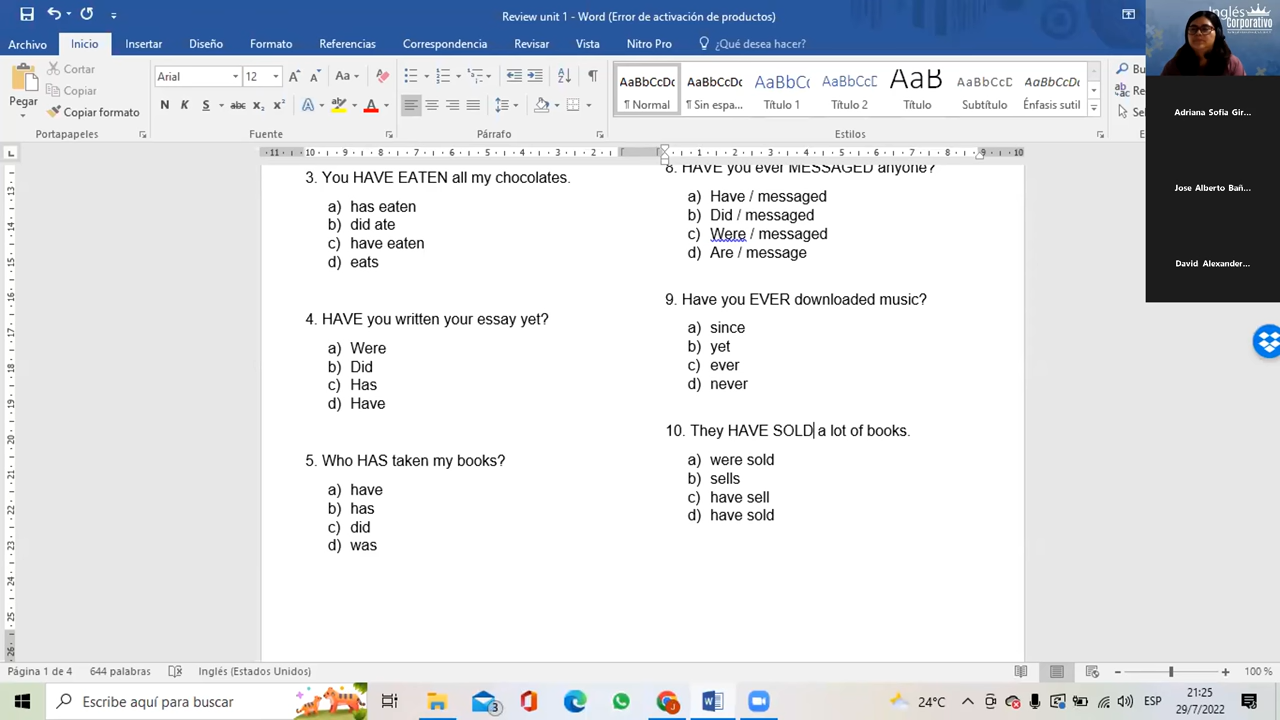 Review unit 1 - Word (Error de activación de productos)
Archivo
Inicio
Insertar
Diseño
Formato
Referencias
Correspondencia
Revisar
Vista
Nitro Pro
¿Qué desea hacer?
Pegar
Cortar
Copiar
Copiar formato
Portapapeles
Arial
12
Fuente
Párrafo
AaBbCcDc
¶ Normal
AaBbCcDc
¶ Sin espa...
AaBbCcD
Título 1
AaBbCcD
Título 2
AaB
Título
AaBbCcD
Subtítulo
AaBbCcDc
Énfasis sutil
Estilos
Bu
Re
Se
Inglés
Corporativo
Adriana Sofia Gir...
Jose Alberto Bañ...
David Alexander...
3. You HAVE EATEN all my chocolates.
a) has eaten
b) did ate
c) have eaten
d) eats
4. HAVE you written your essay yet?
a) Were
b) Did
c) Has
d) Have
5. Who HAS taken my books?
a) have
b) has
c) did
d) was
8. HAVE you ever MESSAGED anyone?
a) Have / messaged
b) Did / messaged
c) Were / messaged
d) Are / message
9. Have you EVER downloaded music?
a) since
b) yet
c) ever
d) never
10. They HAVE SOLD a lot of books.
a) were sold
b) sells
c) have sell
d) have sold
Página 1 de 4
644 palabras
Inglés (Estados Unidos)
100 %
Escribe aquí para buscar
3
24°C
ESP
21:25
29/7/2022